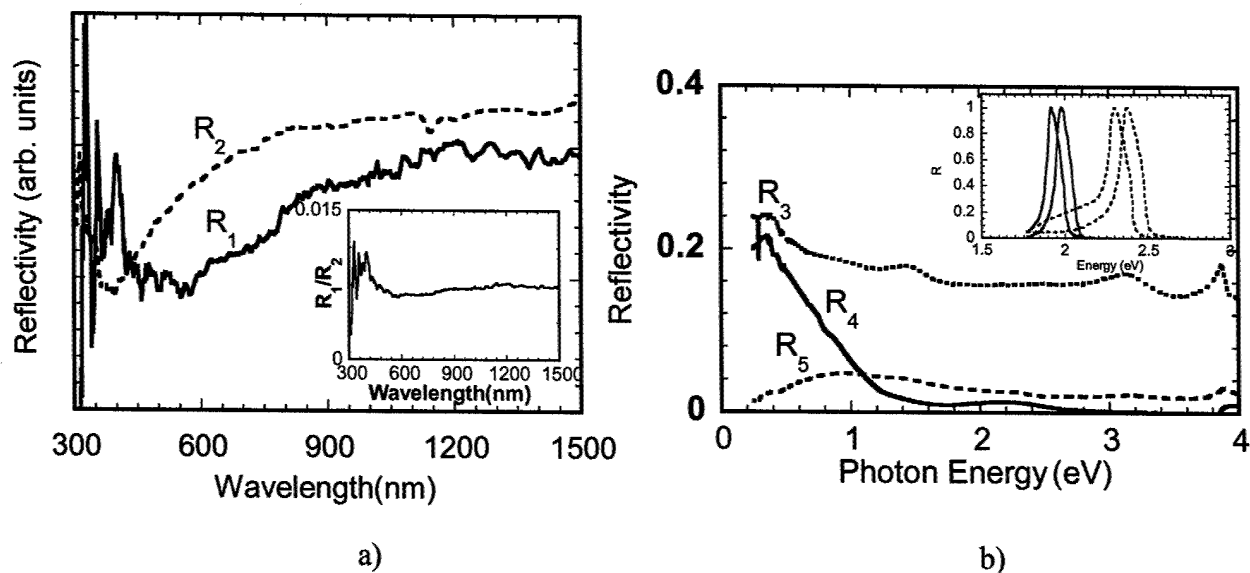 Reflectivity (arb. units)
R2
R1
0.015
R1/R2
0
300 600 900 1200 1500
Wavelength(nm)
300 600 900 1200 1500
Wavelength(nm)
a)
0.4
0.2
0
Reflectivity
R3
R4
R5
1
0.8
0.6
0.4
0.2
0
R
1.5 2 2.5 3
Energy (eV)
0 1 2 3 4
Photon Energy (eV)
b)